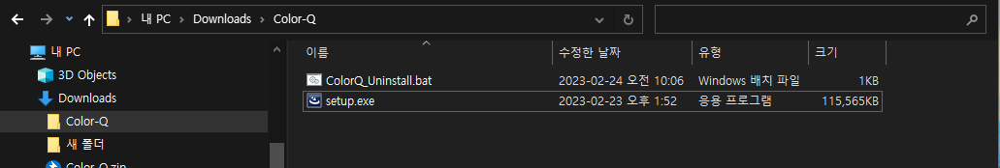 내 PC > Downloads > Color-Q
내 PC
3D Objects
Downloads
Color-Q
새 폴더
Color-Q.zip
이름 수정한 날짜 유형 크기
ColorQ_Uninstall.bat 2023-02-24 오전 10:06 Windows 배치 파일 1KB
setup.exe 2023-02-23 오후 1:52 응용 프로그램 115,565KB